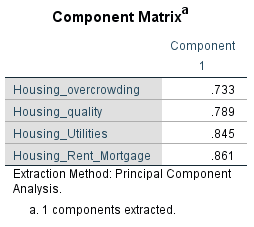 Component Matrixa
Component
1
Housing_overcrowding .733
Housing_quality .789
Housing_Utilities .845
Housing_Rent_Mortgage .861
Extraction Method: Principal Component
Analysis.
a. 1 components extracted.